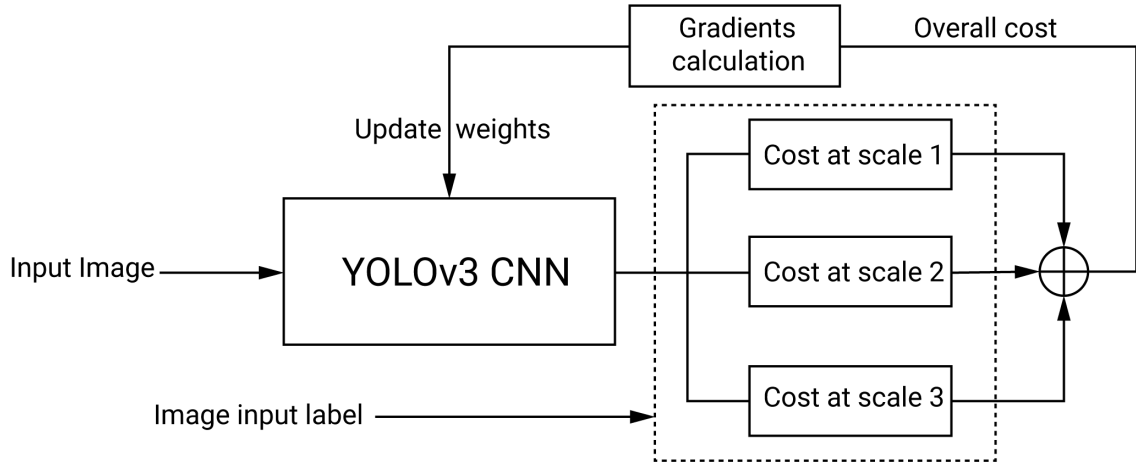 Gradients
calculation
Overall cost
Update weights
Cost at scale 1
Input Image
YOLOv3 CNN
Cost at scale 2
Cost at scale 3
Image input label